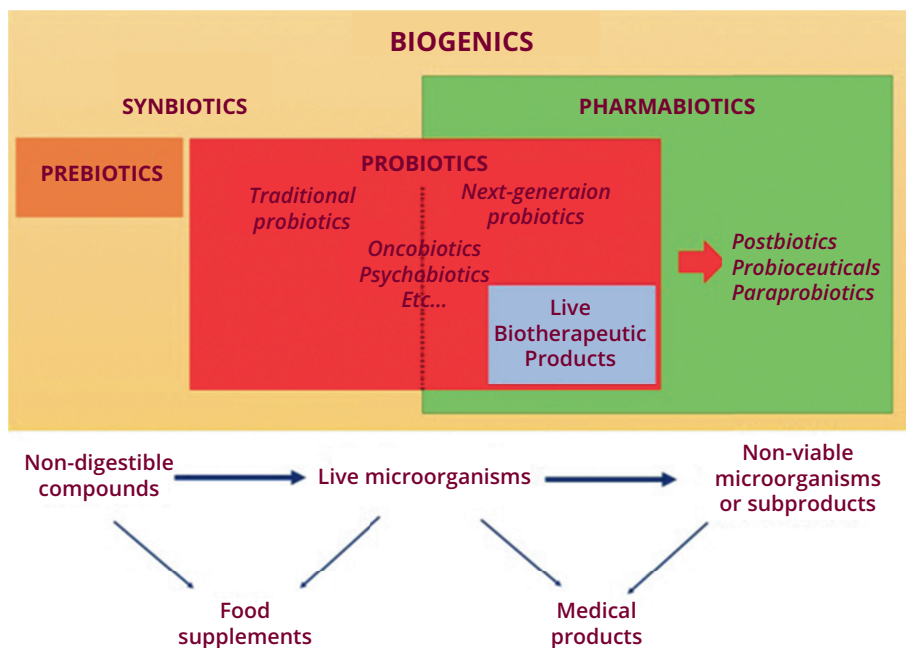 BIOGENICS
SYNBIOTICS
PHARMABIOTICS
PREBIOTICS
PROBIOTICS
Traditional
probiotics
Next-generaion
probiotics
Oncobiotics
Psychabiotics
Etc...
Postbiotics
Probioceuticals
Paraprobiotics
Live
Biotherapeutic
Products
Non-digestible
compounds
Live microorganisms
Non-viable
microorganisms
or subproducts
Food
supplements
Medical
products